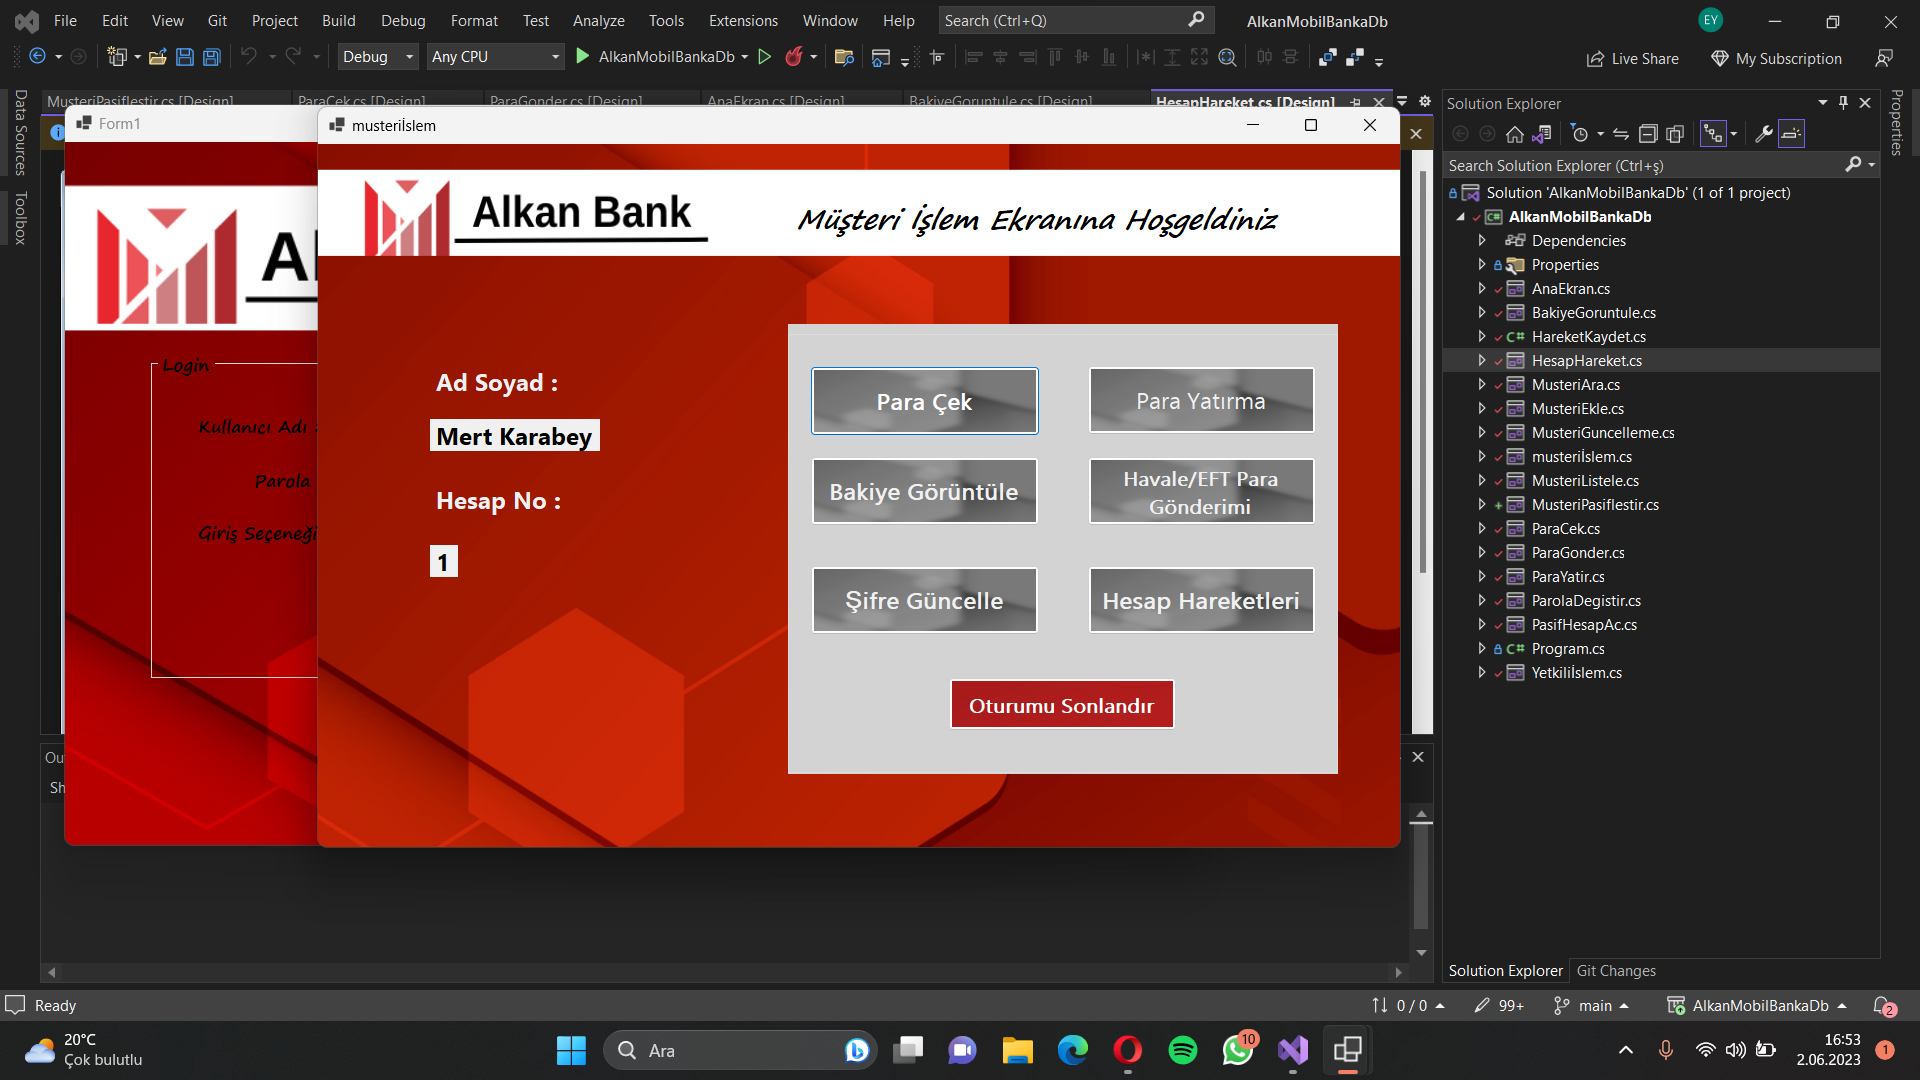 File Edit View Git Project Build Debug Format Test Analyze Tools Extensions Window Help Search (Ctrl+Q) AlkanMobilBankaDb EY
Debug Any CPU AlkanMobilBankaDb Live Share My Subscription
MusteriPasiflestir.cs [Design] ParaCek.cs [Design] ParaGonder.cs [Design] AnaEkran.cs [Design] BakiyeGoruntule.cs [Design] HesapHareket.cs [Design]
Data Sources
Toolbox
Form1
Login
Kullanıcı Adı :
Parola
Giriş Seçeneği
musteriİslem
Alkan Bank
Müşteri İşlem Ekranına Hoşgeldiniz
Ad Soyad :
Mert Karabey
Hesap No :
1
Para Çek
Para Yatırma
Bakiye Görüntüle
Havale/EFT Para
Gönderimi
Şifre Güncelle
Hesap Hareketleri
Oturumu Sonlandır
Solution Explorer
Search Solution Explorer (Ctrl+ş)
Solution 'AlkanMobilBankaDb' (1 of 1 project)
AlkanMobilBankaDb
Dependencies
Properties
AnaEkran.cs
BakiyeGoruntule.cs
C# HareketKaydet.cs
HesapHareket.cs
MusteriAra.cs
MusteriEkle.cs
MusteriGuncelleme.cs
musteriİslem.cs
MusteriListele.cs
MusteriPasiflestir.cs
ParaCek.cs
ParaGonder.cs
ParaYatir.cs
ParolaDegistir.cs
PasifHesapAc.cs
C# Program.cs
Yetkiliİslem.cs
Properties
Solution Explorer Git Changes
Ou
Sh
Ready 0 / 0 99+ main AlkanMobilBankaDb 2
20°C
Çok bulutlu
Ara
10
16:53
2.06.2023
1